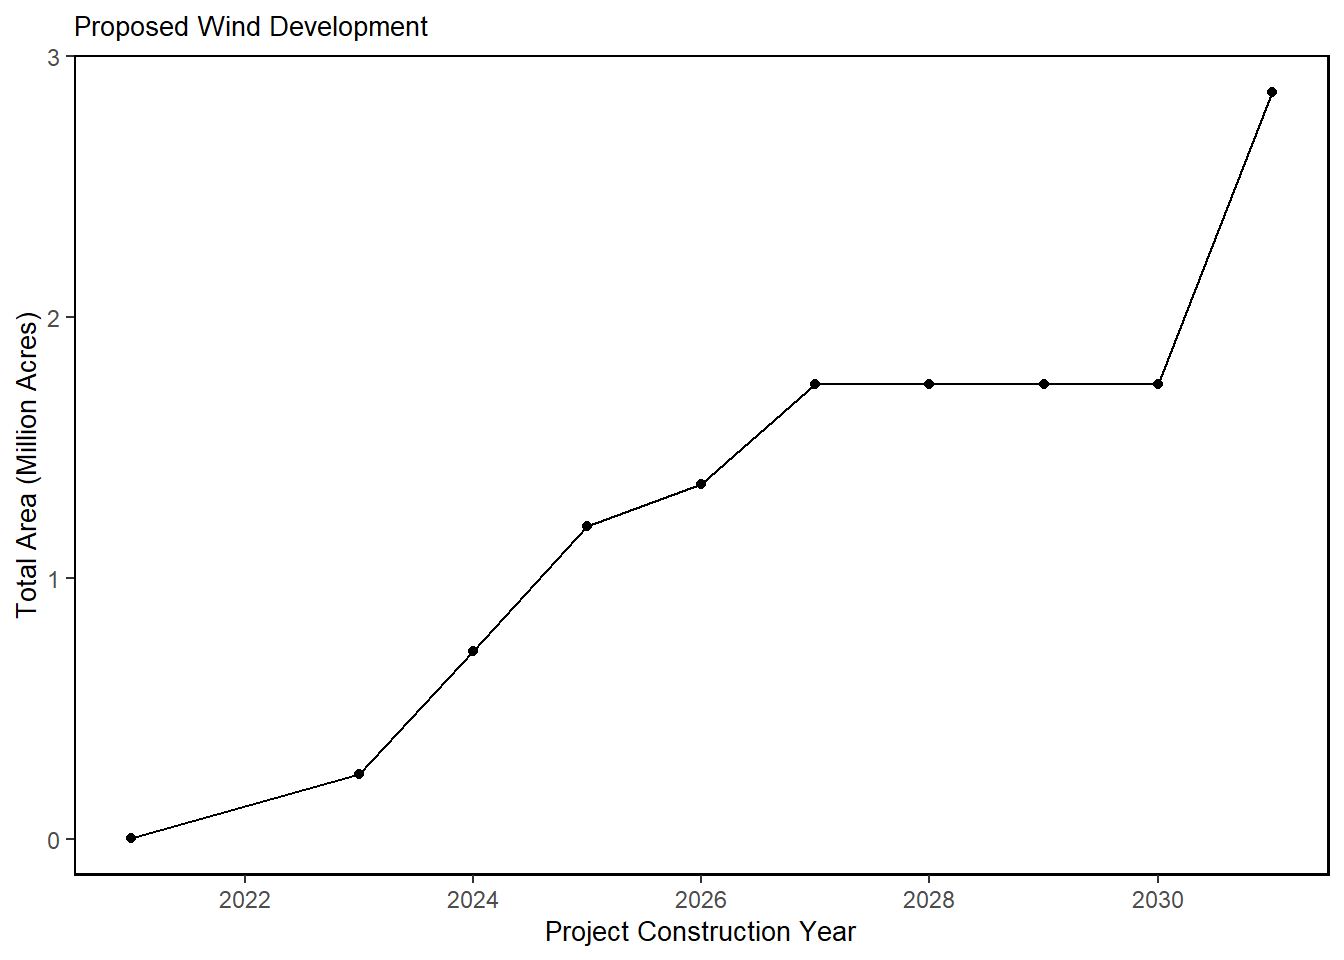 Proposed Wind Development
3
2
1
0
Total Area (Million Acres)
2022 2024 2026 2028 2030
Project Construction Year